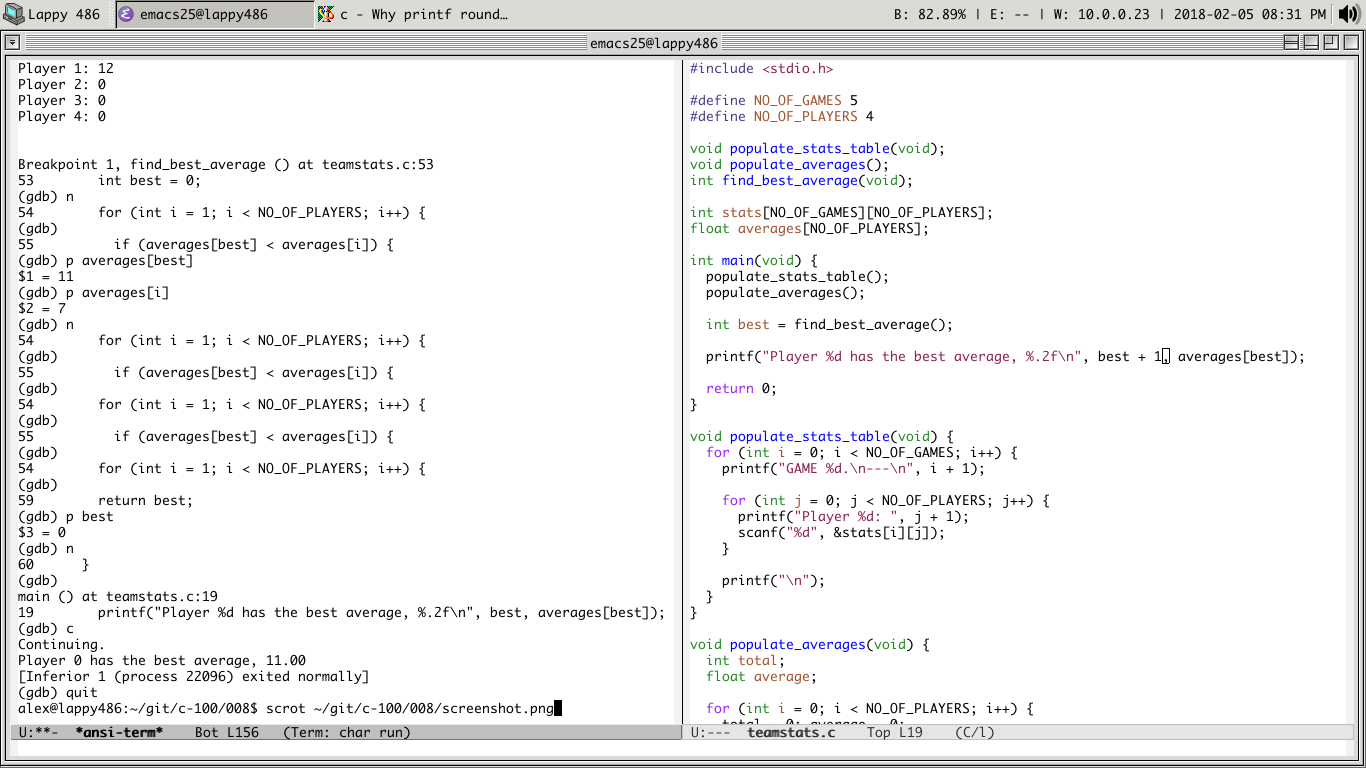 Lappy 486 emacs25@lappy486 c - Why printf round… B: 82.89% | E: -- | W: 10.0.0.23 | 2018-02-05 08:31 PM
emacs25@lappy486
Player 1: 12
Player 2: 0
Player 3: 0
Player 4: 0
Breakpoint 1, find_best_average () at teamstats.c:53
53        int best = 0;
(gdb) n
54        for (int i = 1; i < NO_OF_PLAYERS; i++) {
(gdb)
55          if (averages[best] < averages[i]) {
(gdb) p averages[best]
$1 = 11
(gdb) p averages[i]
$2 = 7
(gdb) n
54        for (int i = 1; i < NO_OF_PLAYERS; i++) {
(gdb)
55          if (averages[best] < averages[i]) {
(gdb)
54        for (int i = 1; i < NO_OF_PLAYERS; i++) {
(gdb)
55          if (averages[best] < averages[i]) {
(gdb)
54        for (int i = 1; i < NO_OF_PLAYERS; i++) {
(gdb)
59        return best;
(gdb) p best
$3 = 0
(gdb) n
60      }
(gdb)
main () at teamstats.c:19
19        printf("Player %d has the best average, %.2f\n", best, averages[best]);
(gdb) c
Continuing.
Player 0 has the best average, 11.00
[Inferior 1 (process 22096) exited normally]
(gdb) quit
alex@lappy486:~/git/c-100/008$ scrot ~/git/c-100/008/screenshot.png
U:**-  *ansi-term*    Bot L156   (Term: char run)
#include <stdio.h>
#define NO_OF_GAMES 5
#define NO_OF_PLAYERS 4
void populate_stats_table(void);
void populate_averages();
int find_best_average(void);
int stats[NO_OF_GAMES][NO_OF_PLAYERS];
float averages[NO_OF_PLAYERS];
int main(void) {
  populate_stats_table();
  populate_averages();
  int best = find_best_average();
  printf("Player %d has the best average, %.2f\n", best + 1, averages[best]);
  return 0;
}
void populate_stats_table(void) {
  for (int i = 0; i < NO_OF_GAMES; i++) {
    printf("GAME %d.\n---\n", i + 1);
    for (int j = 0; j < NO_OF_PLAYERS; j++) {
      printf("Player %d: ", j + 1);
      scanf("%d", &stats[i][j]);
    }
    printf("\n");
  }
}
void populate_averages(void) {
  int total;
  float average;
  for (int i = 0; i < NO_OF_PLAYERS; i++) {
    total = 0; average = 0;
U:---  teamstats.c    Top L19    (C/l)